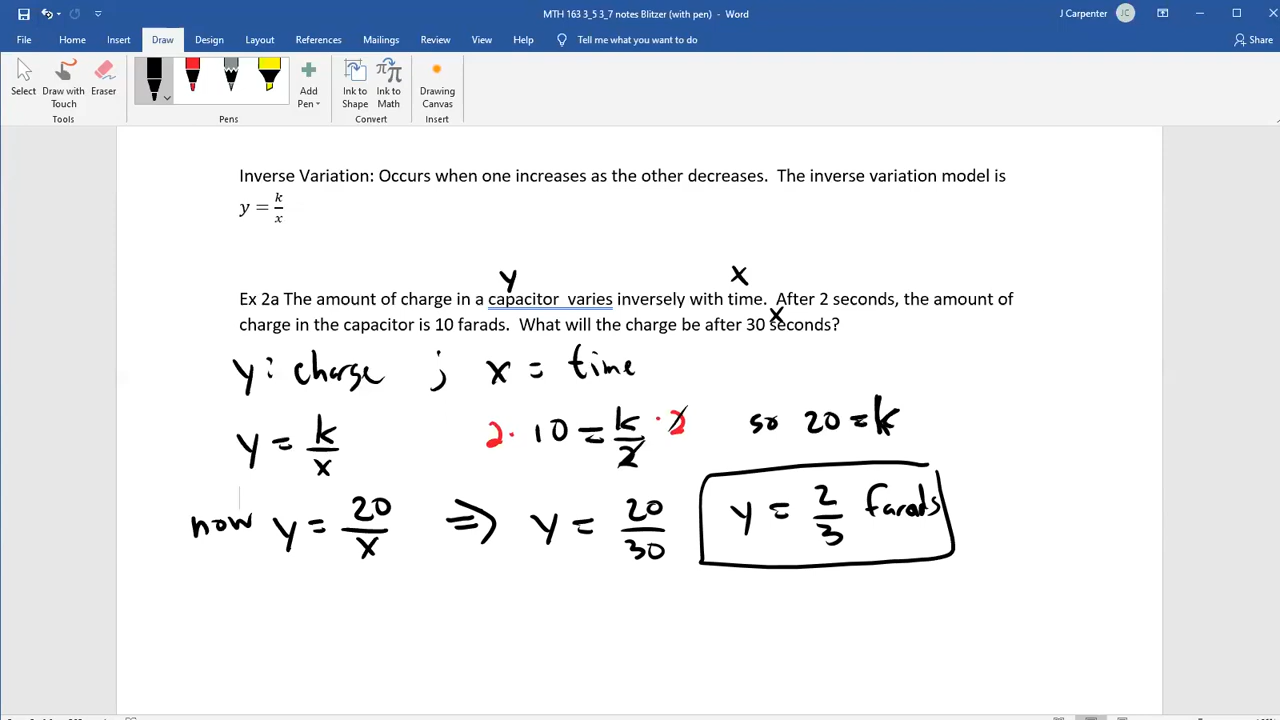 MTH 163 3_5 3_7 notes Blitzer (with pen) - Word
J Carpenter JC
File Home Insert Draw Design Layout References Mailings Review View Help Tell me what you want to do Share
Select Draw with Touch Eraser Add Pen Ink to Shape Ink to Math Drawing Canvas
Tools Pens Convert Insert
Inverse Variation: Occurs when one increases as the other decreases. The inverse variation model is
y = k/x
y x
Ex 2a The amount of charge in a capacitor varies inversely with time. After 2 seconds, the amount of
x
charge in the capacitor is 10 farads. What will the charge be after 30 seconds?
y: charge ; x = time
y = k/x 2 · 10 = k/2 · 2 so 20 = k
now y = 20/x ⇒ y = 20/30 y = 2/3 farads